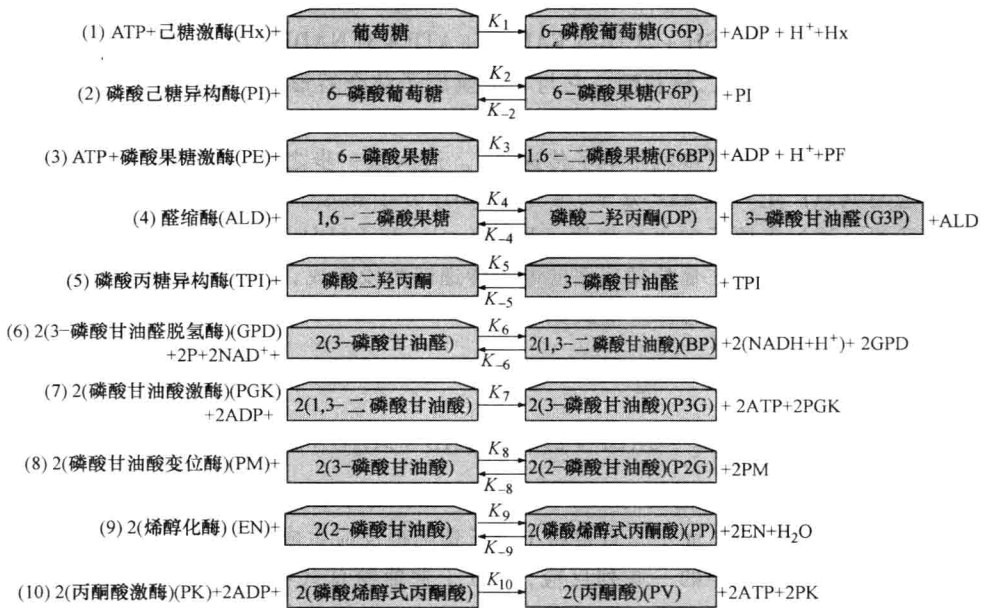 (1) ATP+己糖激酶(Hx)+ 葡萄糖 K₁ 6-磷酸葡萄糖(G6P) +ADP + H⁺+Hx
(2) 磷酸己糖异构酶(PI)+ 6-磷酸葡萄糖 K₂ K₋₂ 6-磷酸果糖(F6P) +PI
(3) ATP+磷酸果糖激酶(PE)+ 6-磷酸果糖 K₃ 1.6-二磷酸果糖(F6BP) +ADP + H⁺+PF
(4) 醛缩酶(ALD)+ 1,6-二磷酸果糖 K₄ K₋₄ 磷酸二羟丙酮(DP) + 3-磷酸甘油醛(G3P) +ALD
(5) 磷酸丙糖异构酶(TPI)+ 磷酸二羟丙酮 K₅ K₋₅ 3-磷酸甘油醛 +TPI
(6) 2(3-磷酸甘油醛脱氢酶)(GPD)
+2P+2NAD⁺+ 2(3-磷酸甘油醛) K₆ K₋₆ 2(1,3-二磷酸甘油酸)(BP) +2(NADH+H⁺)+ 2GPD
(7) 2(磷酸甘油酸激酶)(PGK)
+2ADP+ 2(1,3-二磷酸甘油酸) K₇ 2(3-磷酸甘油酸)(P3G) + 2ATP+2PGK
(8) 2(磷酸甘油酸变位酶)(PM)+ 2(3-磷酸甘油酸) K₈ K₋₈ 2(2-磷酸甘油酸)(P2G) +2PM
(9) 2(烯醇化酶) (EN)+ 2(2-磷酸甘油酸) K₉ K₋₉ 2(磷酸烯醇式丙酮酸)(PP) +2EN+H₂O
(10) 2(丙酮酸激酶)(PK)+2ADP+ 2(磷酸烯醇式丙酮酸) K₁₀ 2(丙酮酸)(PV) +2ATP+2PK